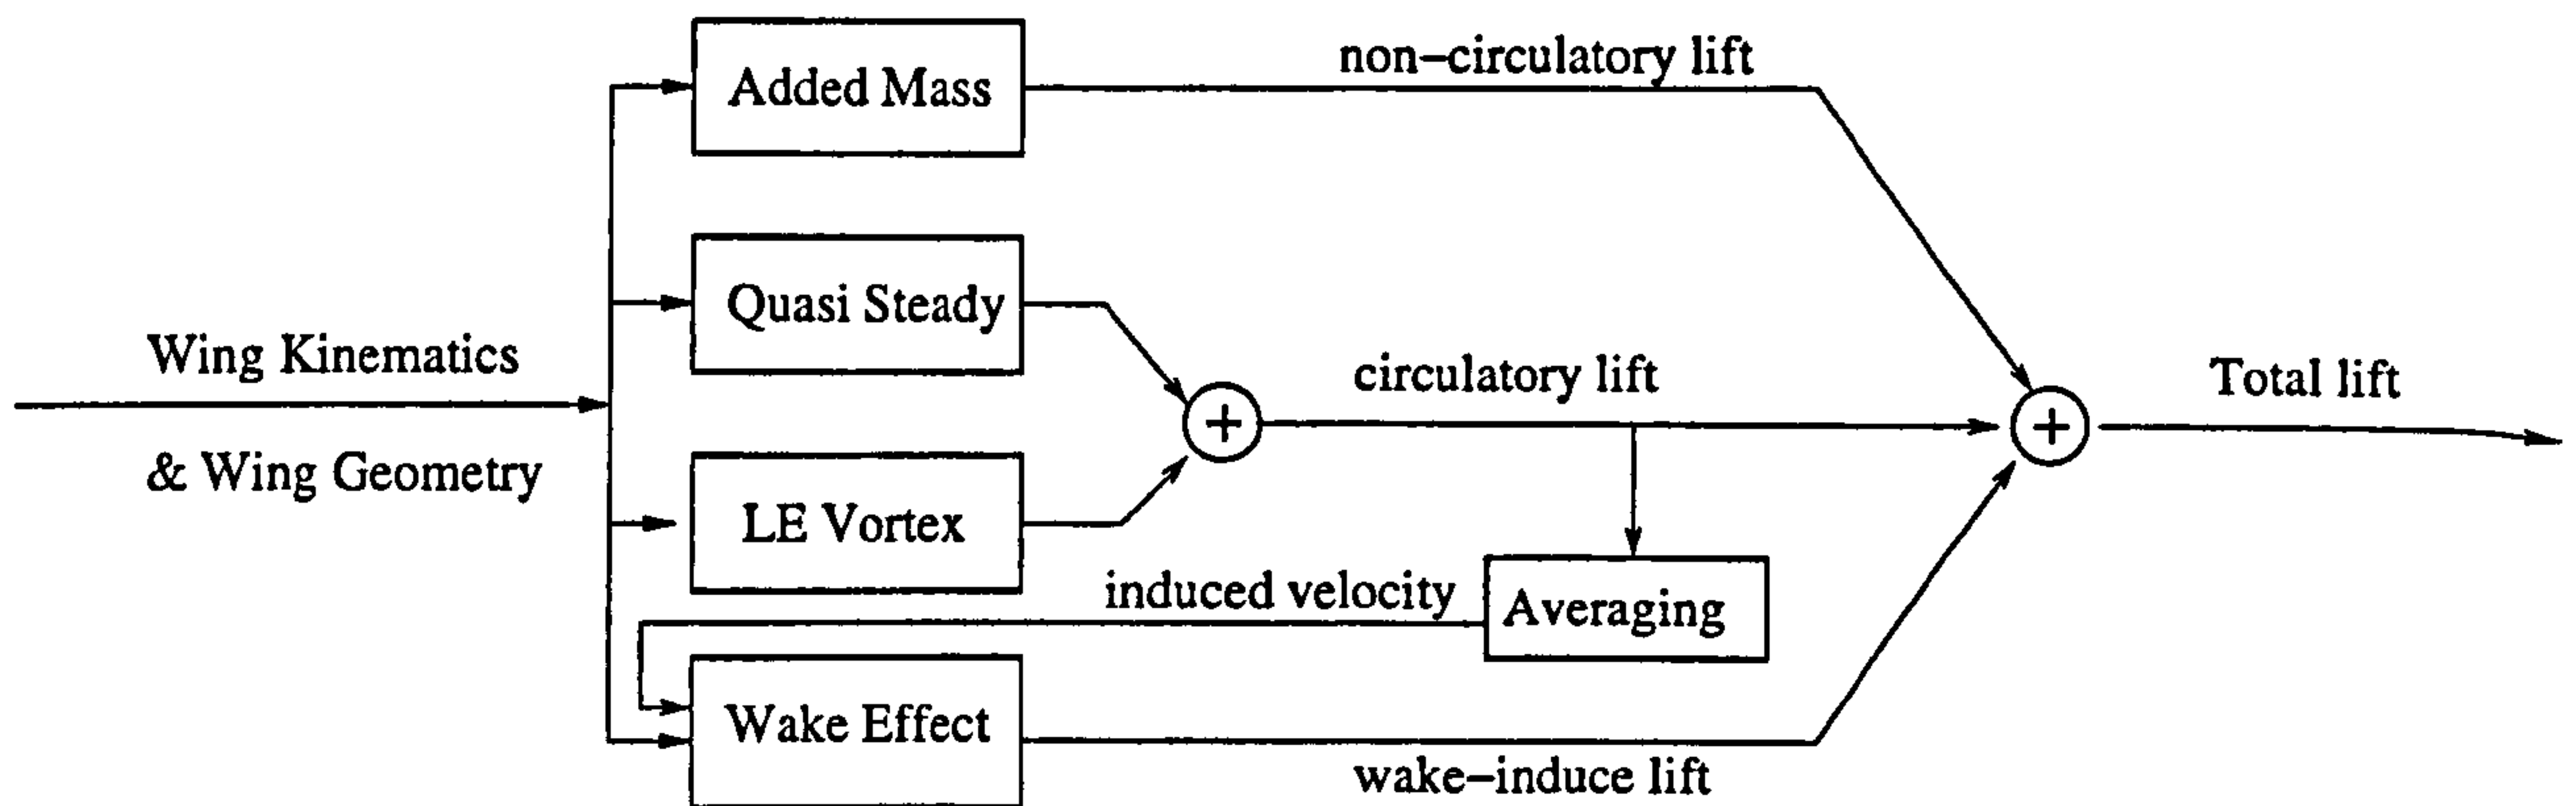 Added Mass
non–circulatory lift
Quasi Steady
Wing Kinematics
& Wing Geometry
+
circulatory lift
+
Total lift
LE Vortex
induced velocity
Averaging
Wake Effect
wake–induce lift